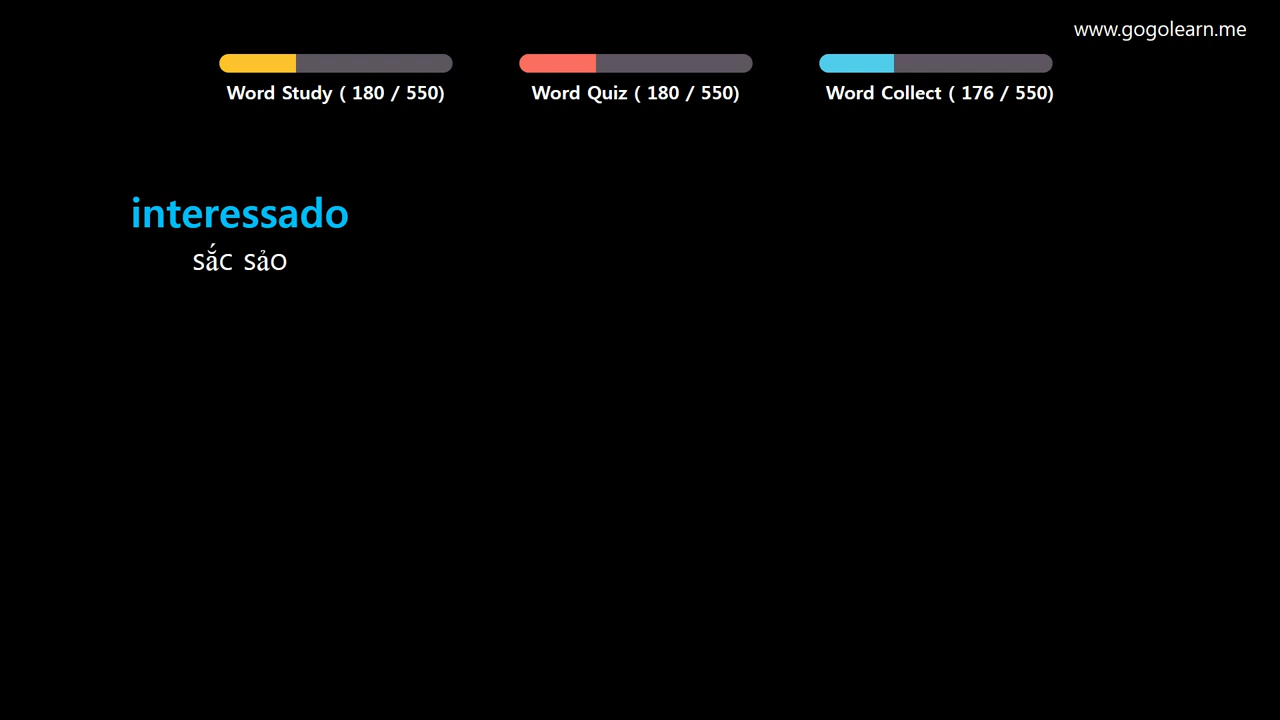 www.gogolearn.me
Word Study ( 180 / 550)
Word Quiz ( 180 / 550)
Word Collect ( 176 / 550)
interessado
sắc sảo